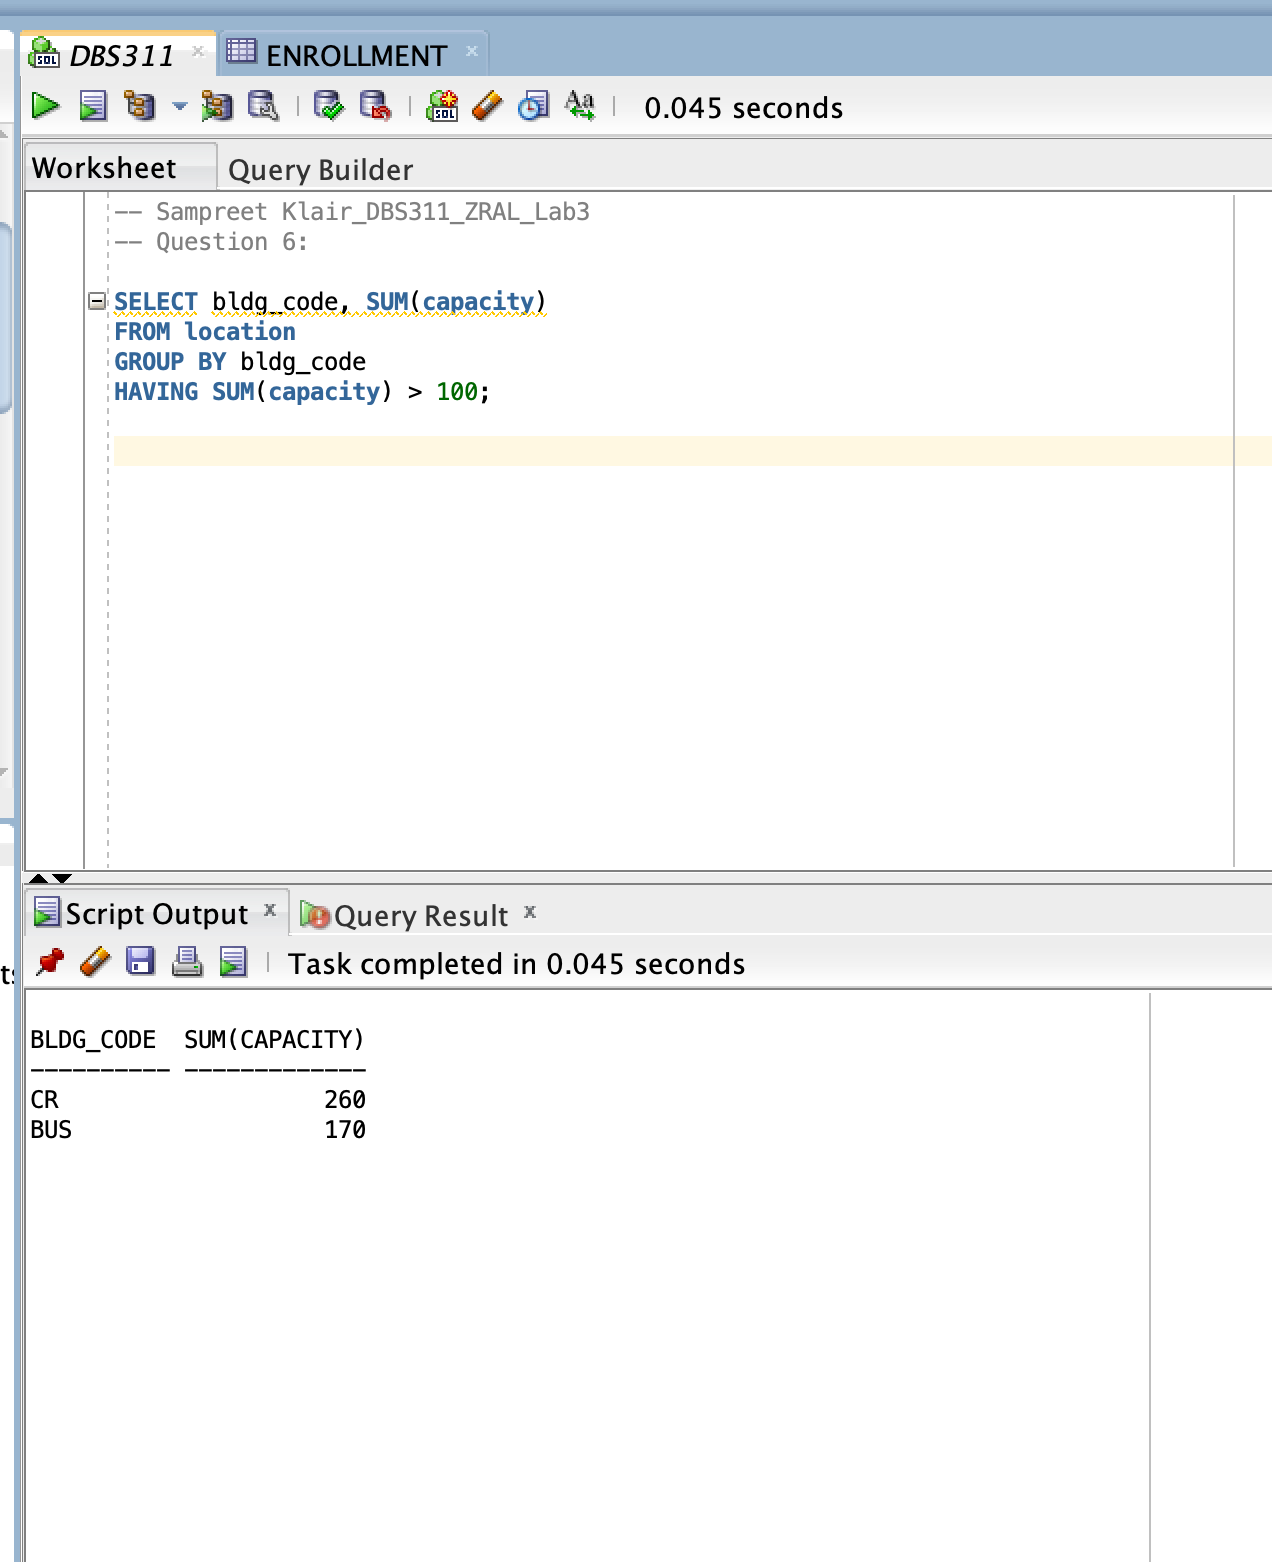 DBS311 ENROLLMENT
0.045 seconds
Worksheet Query Builder
-- Sampreet Klair_DBS311_ZRAL_Lab3
-- Question 6:
SELECT bldg_code, SUM(capacity)
FROM location
GROUP BY bldg_code
HAVING SUM(capacity) > 100;
Script Output Query Result
Task completed in 0.045 seconds
BLDG_CODE SUM(CAPACITY)
---------- -------------
CR 260
BUS 170